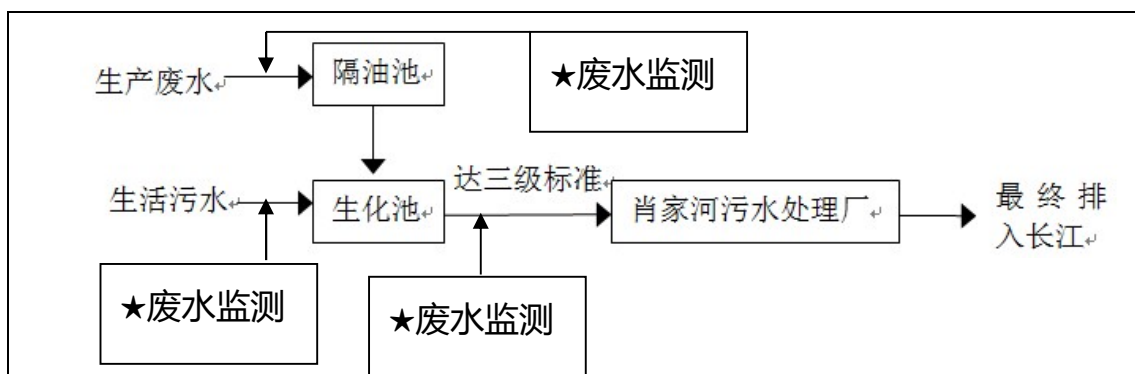 生产废水
隔油池
★废水监测
生活污水
生化池
达三级标准
肖家河污水处理厂
最终排
入长江
★废水监测
★废水监测